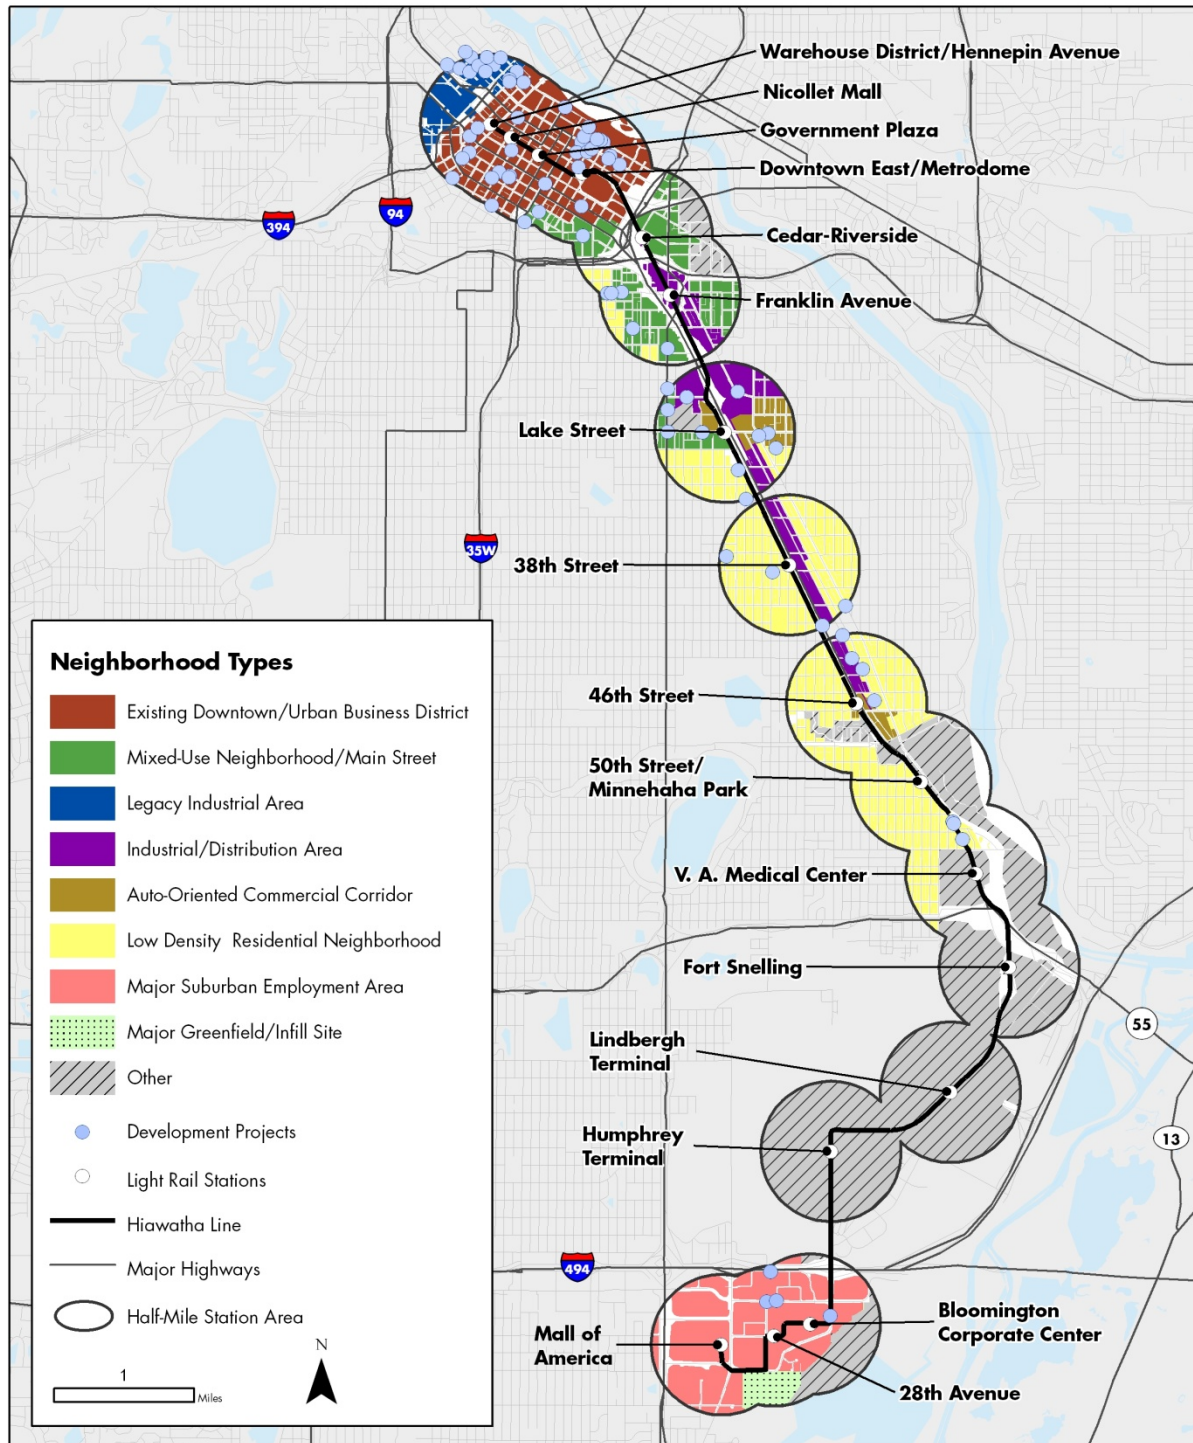 Warehouse District/Hennepin Avenue
Nicollet Mall
Government Plaza
Downtown East/Metrodome
394
94
Cedar-Riverside
Franklin Avenue
Lake Street
35W
38th Street
46th Street
50th Street/
Minnehaha Park
V. A. Medical Center
Fort Snelling
55
Lindbergh
Terminal
13
Humphrey
Terminal
494
Mall of
America
Bloomington
Corporate Center
28th Avenue
Neighborhood Types
Existing Downtown/Urban Business District
Mixed-Use Neighborhood/Main Street
Legacy Industrial Area
Industrial/Distribution Area
Auto-Oriented Commercial Corridor
Low Density Residential Neighborhood
Major Suburban Employment Area
Major Greenfield/Infill Site
Other
Development Projects
Light Rail Stations
Hiawatha Line
Major Highways
Half-Mile Station Area
N
1
Miles